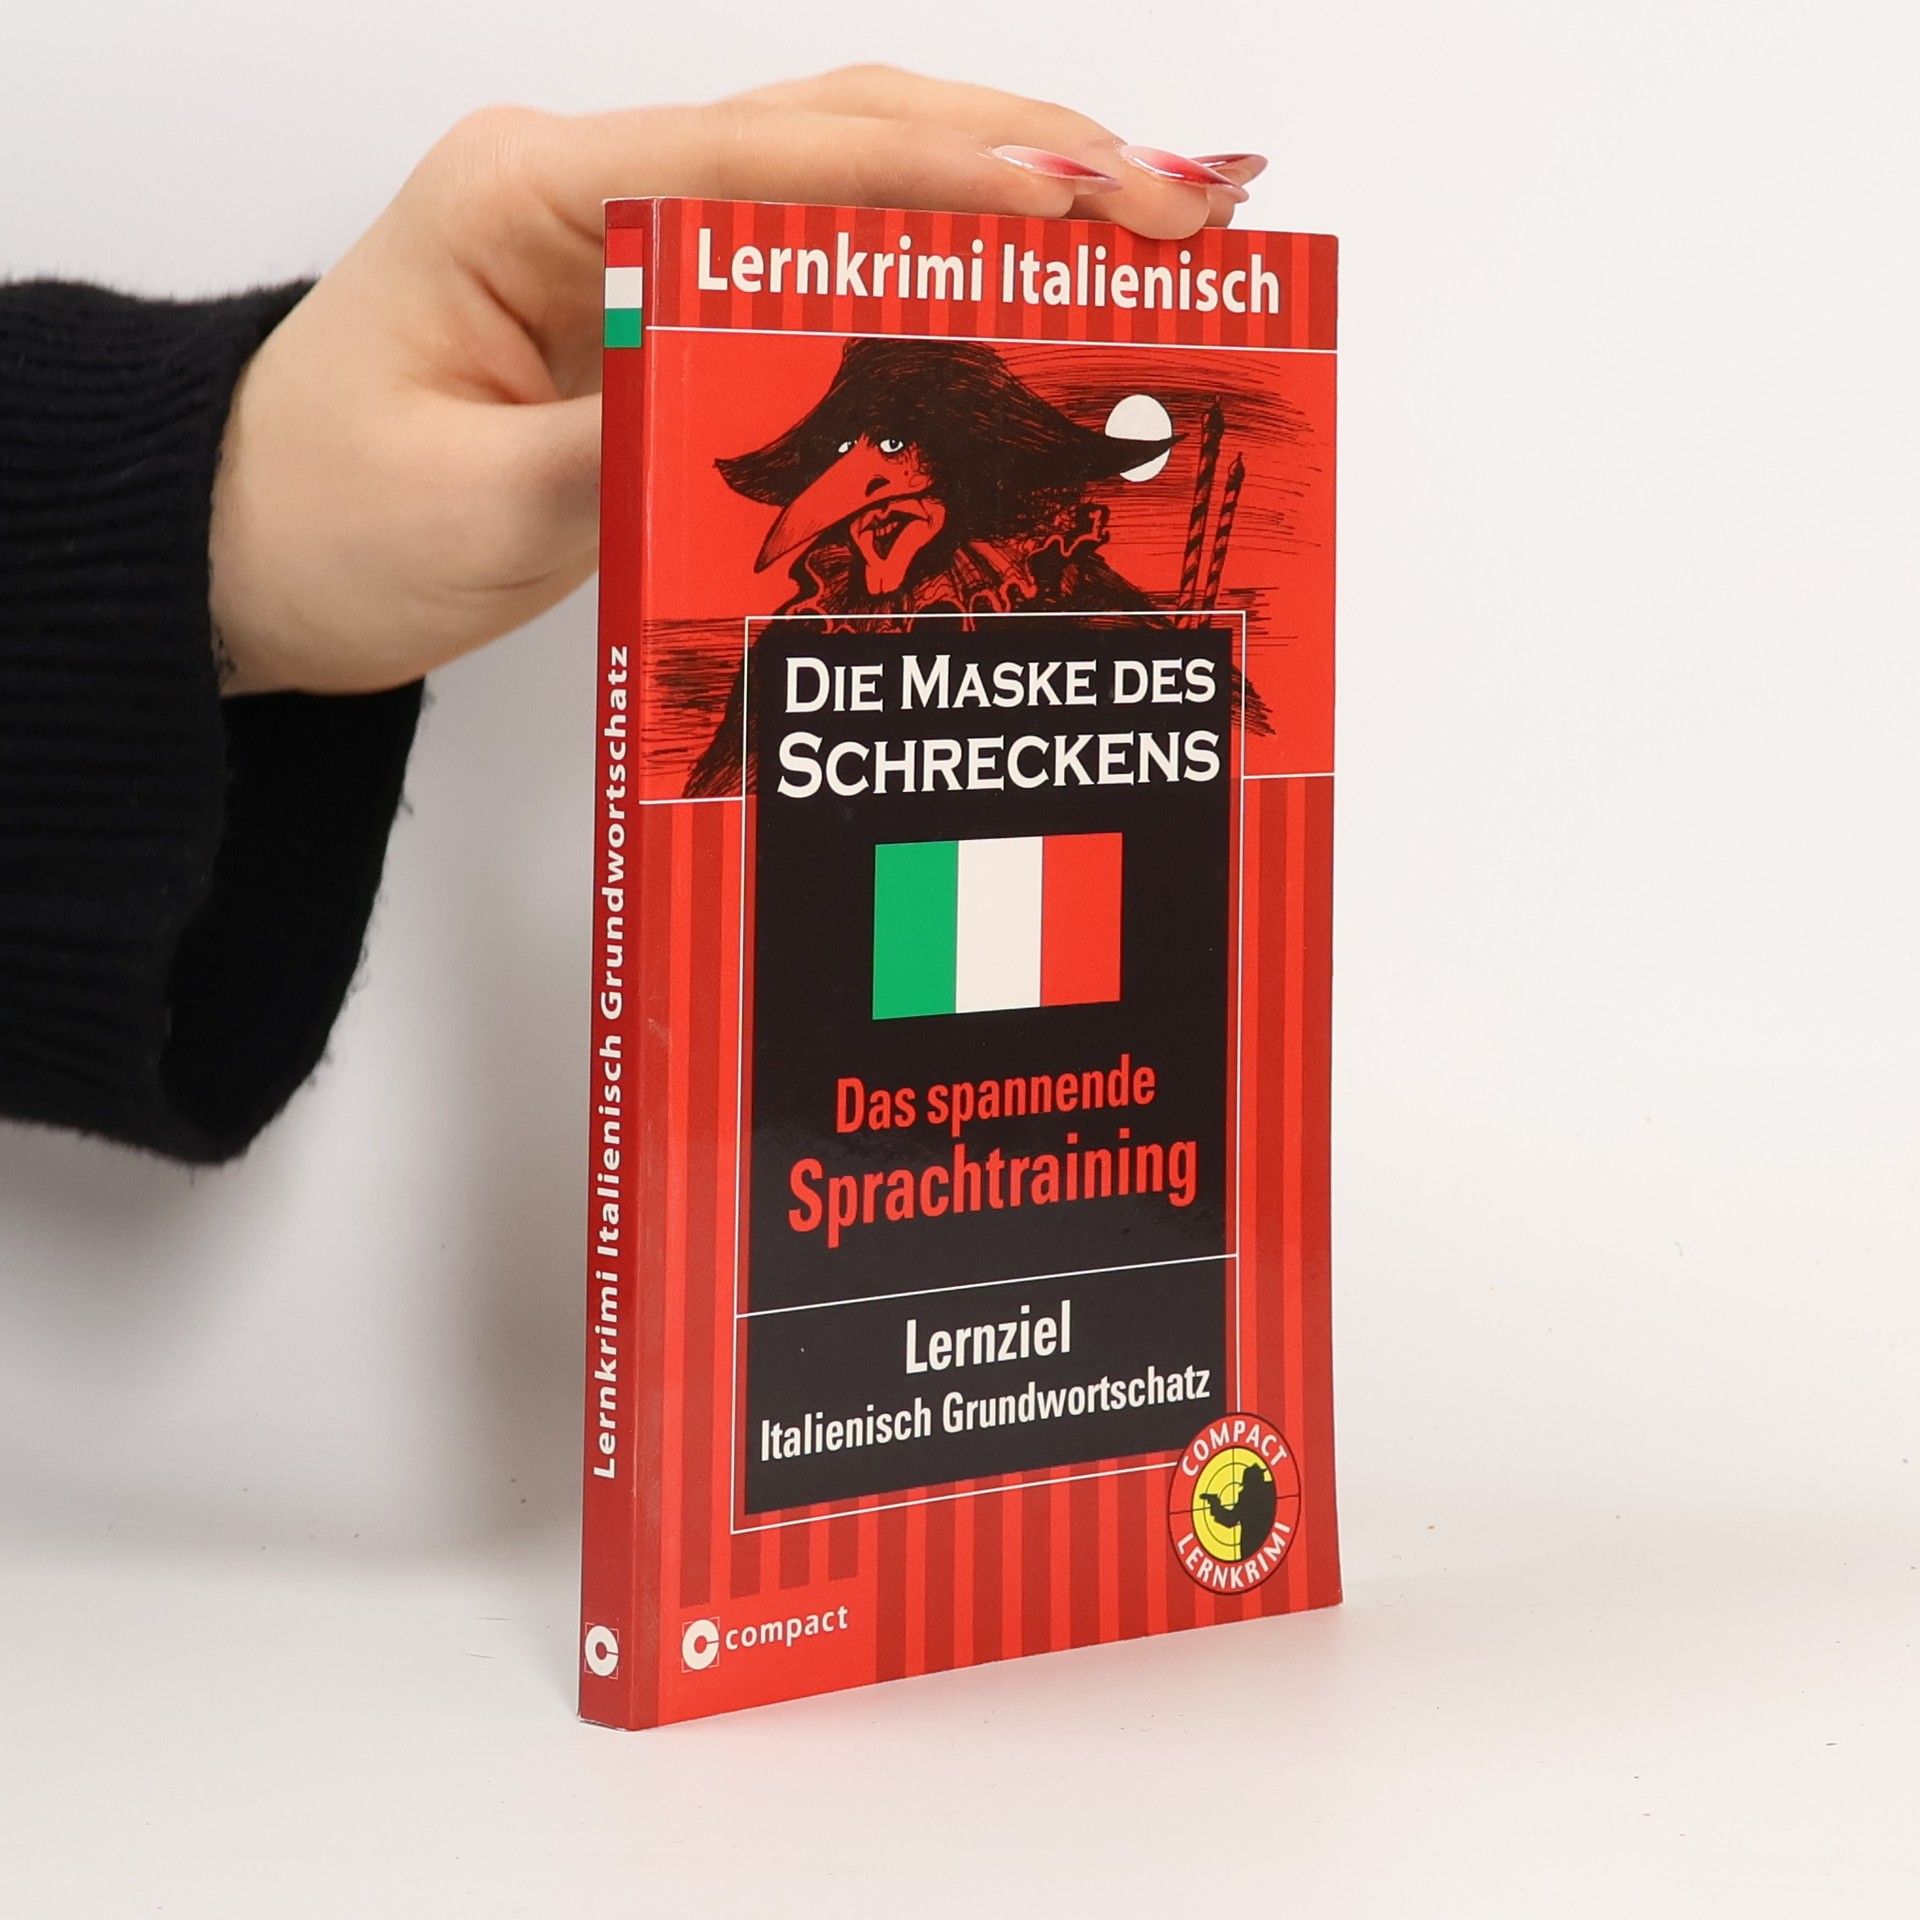 Lernkrimi Italienisch
DIE MASKE DES
SCHRECKENS
Das spannende
Sprachtraining
Lernziel
Italienisch Grundwortschatz
COMPACT
LERNKRIMI
compact
Lernkrimi Italienisch Grundwortschatz